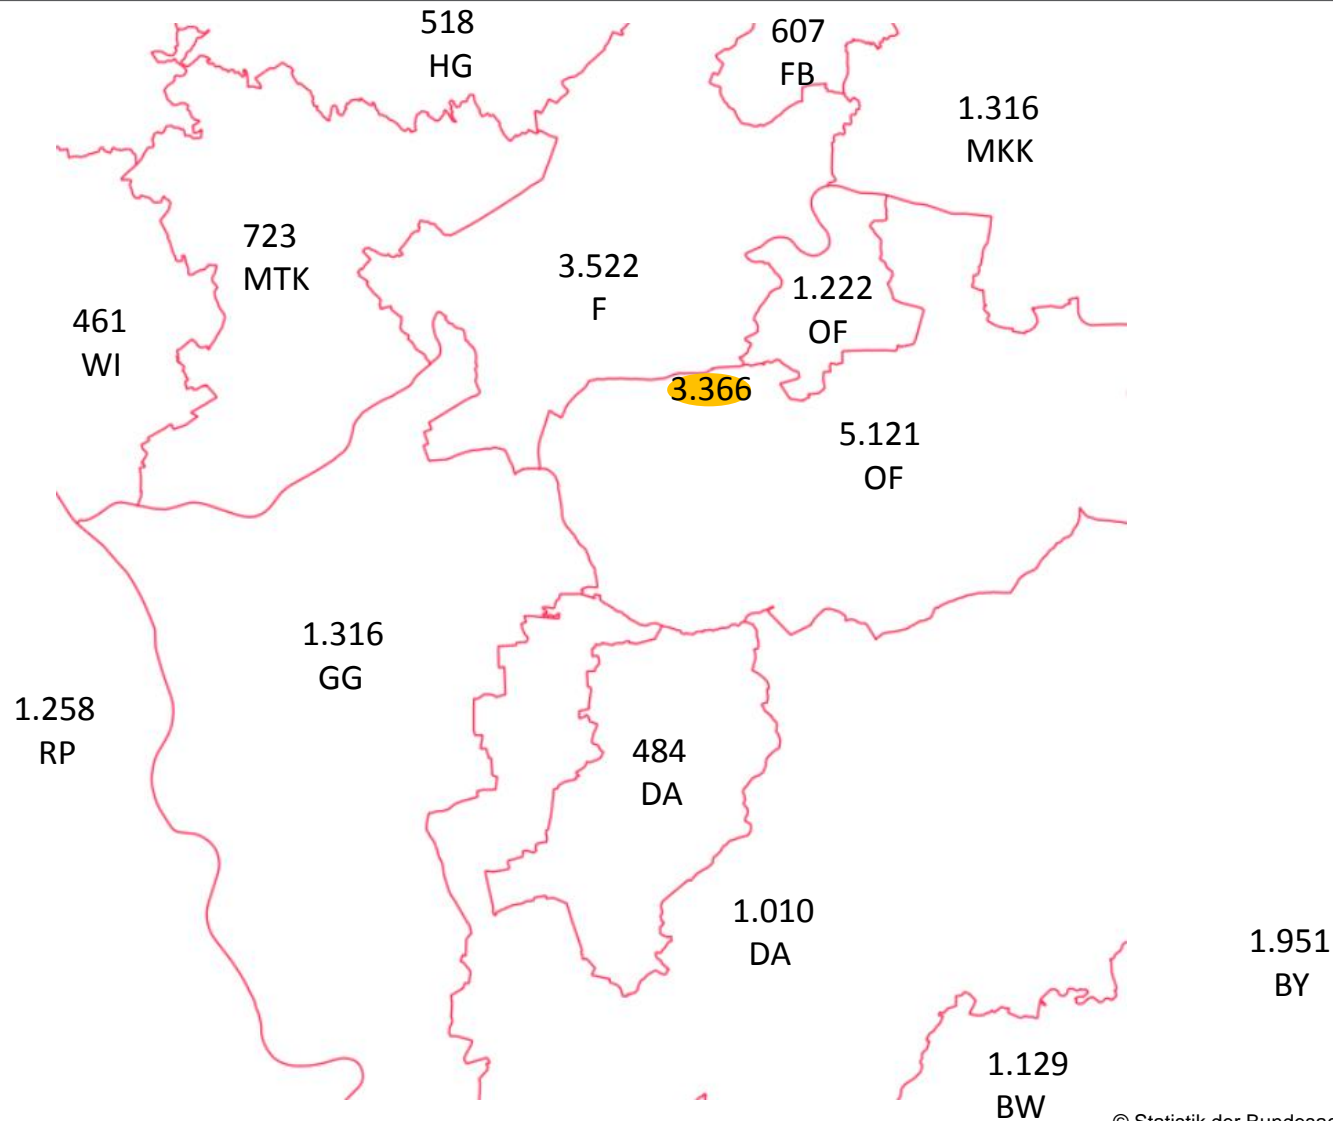 518
HG
607
FB
1.316
MKK
723
MTK
3.522
F
1.222
OF
461
WI
3.366
5.121
OF
1.316
GG
1.258
RP
484
DA
1.010
DA
1.951
BY
1.129
BW
© Statistik der